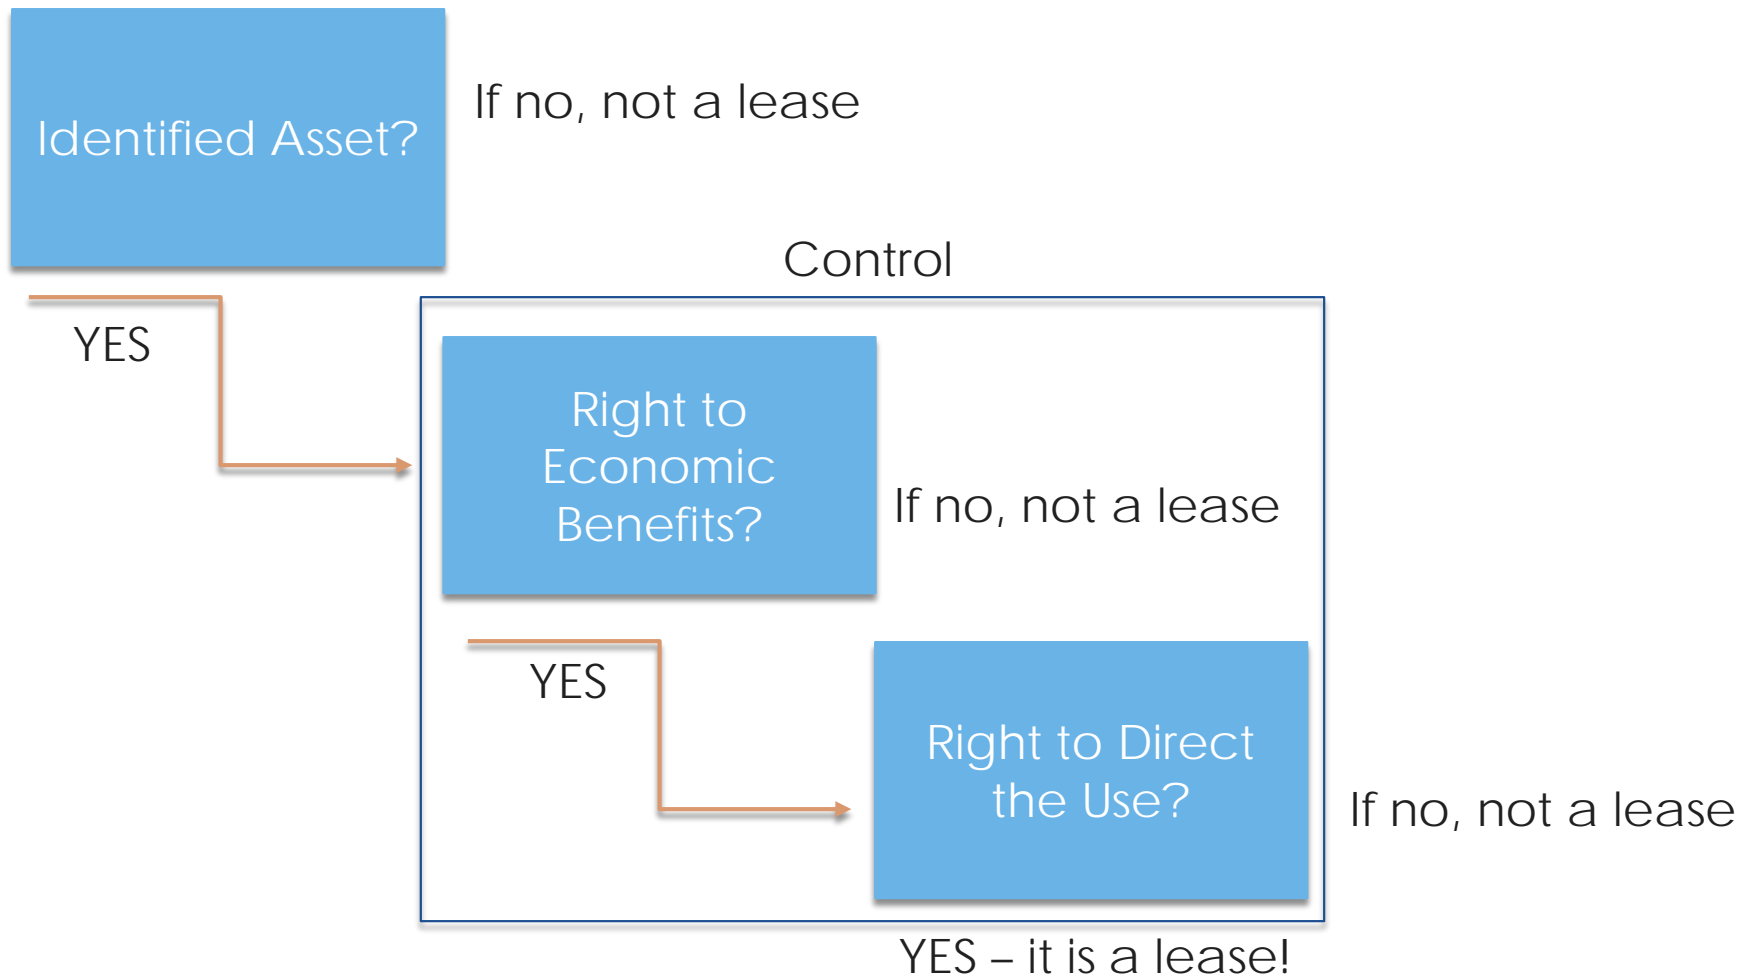 Identified Asset?
If no, not a lease
YES
Control
Right to
Economic
Benefits?
If no, not a lease
YES
Right to Direct
the Use?
If no, not a lease
YES – it is a lease!